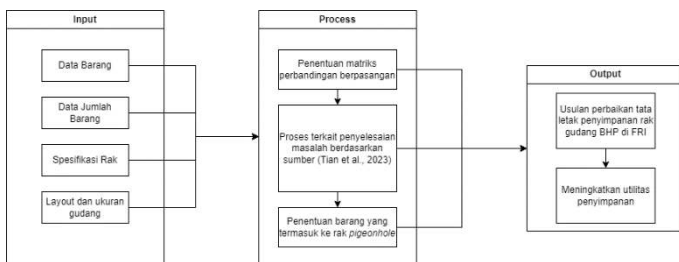 Input
Data Barang
Data Jumlah
Barang
Spesifikasi Rak
Layout dan ukuran
gudang
Process
Penentuan matriks
perbandingan berpasangan
Proses terkait penyelesaian
masalah berdasarkan
sumber (Tian et al., 2023)
Penentuan barang yang
termasuk ke rak pigeonhole
Output
Usulan perbaikan tata
letak penyimpanan rak
gudang BHP di FRI
Meningkatkan utilitas
penyimpanan